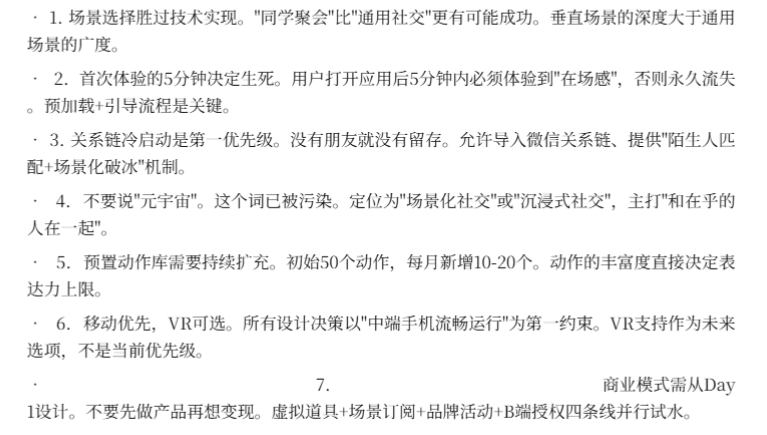 · 1. 场景选择胜过技术实现。"同学聚会"比"通用社交"更有可能成功。垂直场景的深度大于通用
场景的广度。
· 2. 首次体验的5分钟决定生死。用户打开应用后5分钟内必须体验到"在场感"，否则永久流失
。预加载+引导流程是关键。
· 3. 关系链冷启动是第一优先级。没有朋友就没有留存。允许导入微信关系链、提供"陌生人匹
配+场景化破冰"机制。
· 4. 不要说"元宇宙"。这个词已被污染。定位为"场景化社交"或"沉浸式社交"，主打"和在乎的
人在一起"。
· 5. 预置动作库需要持续扩充。初始50个动作，每月新增10-20个。动作的丰富度直接决定表
达力上限。
· 6. 移动优先，VR可选。所有设计决策以"中端手机流畅运行"为第一约束。VR支持作为未来
选项，不是当前优先级。
· 7. 商业模式需从Day
1设计。不要先做产品再想变现。虚拟道具+场景订阅+品牌活动+B端授权四条线并行试水。